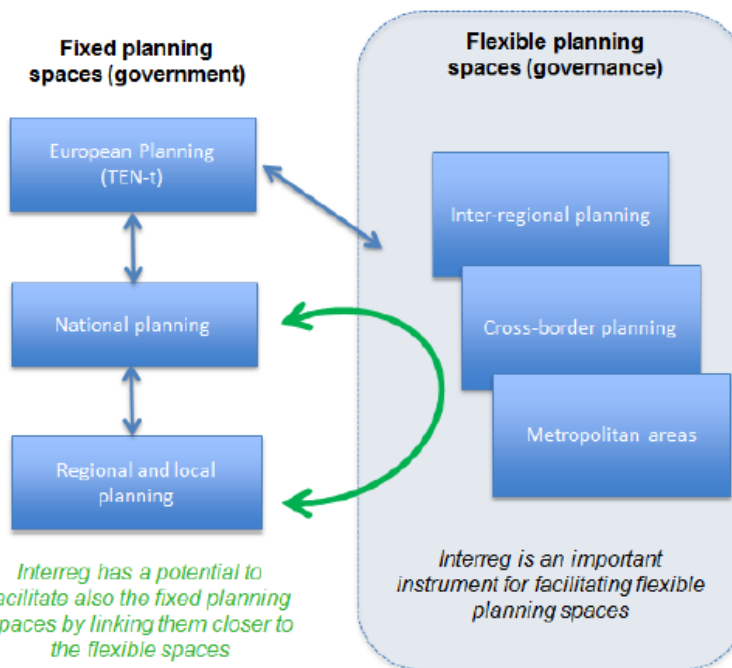 Fixed planning
spaces (government)
European Planning
(TEN-t)
National planning
Regional and local
planning
Interreg has a potential to
acilitate also the fixed planning
paces by linking them closer to
the flexible spaces
Flexible planning
spaces (governance)
Inter-regional planning
Cross-border planning
Metropolitan areas
Interreg is an important
instrument for facilitating flexible
planning spaces